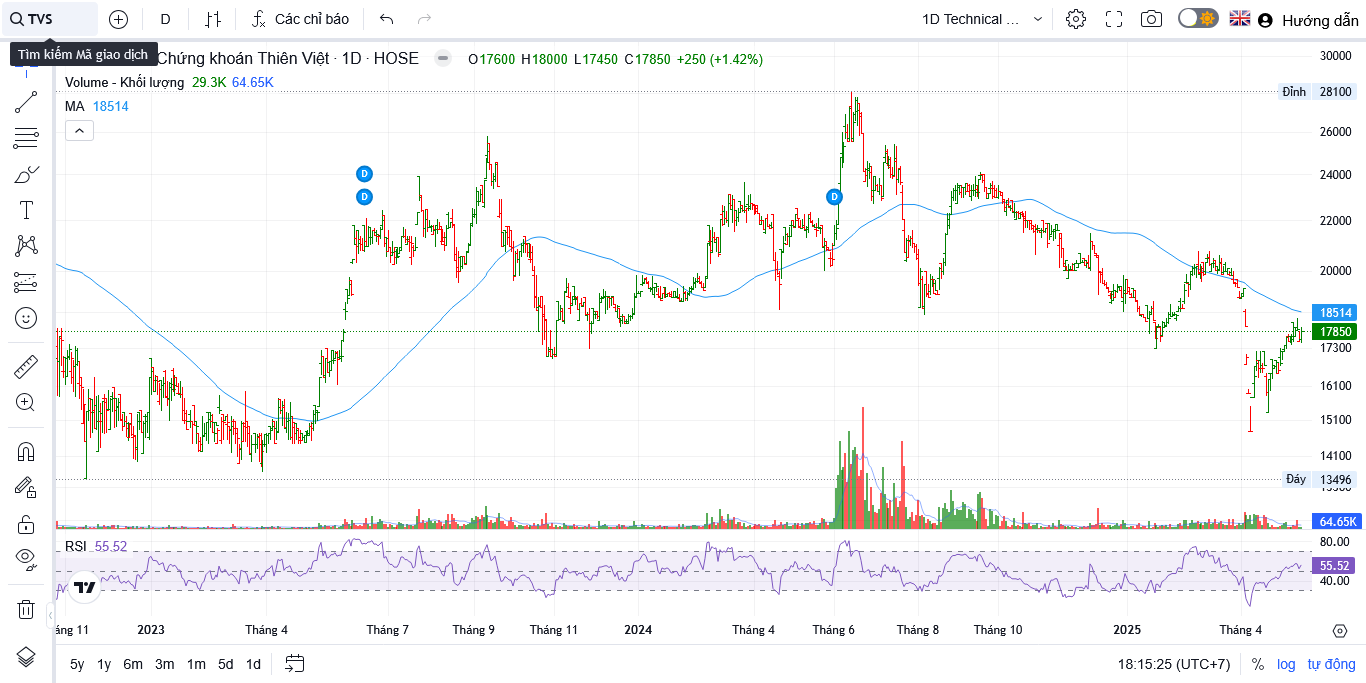 TVS
D
Các chỉ báo
1D Technical ...
Hướng dẫn
Tìm kiếm Mã giao dịch
Chứng khoán Thiên Việt · 1D · HOSE
O17600 H18000 L17450 C17850 +250 (+1.42%)
Volume - Khối lượng 29.3K 64.65K
MA 18514
30000
Đỉnh 28100
26000
24000
22000
20000
18514
17850
17300
16100
15100
14100
Đáy 13496
64.65K
D
D
D
RSI 55.52
80.00
55.52
40.00
áng 11 2023 Tháng 4 Tháng 7 Tháng 9 Tháng 11 2024 Tháng 4 Tháng 6 Tháng 8 Tháng 10 2025 Tháng 4
5y 1y 6m 3m 1m 5d 1d
18:15:25 (UTC+7) % log tự động